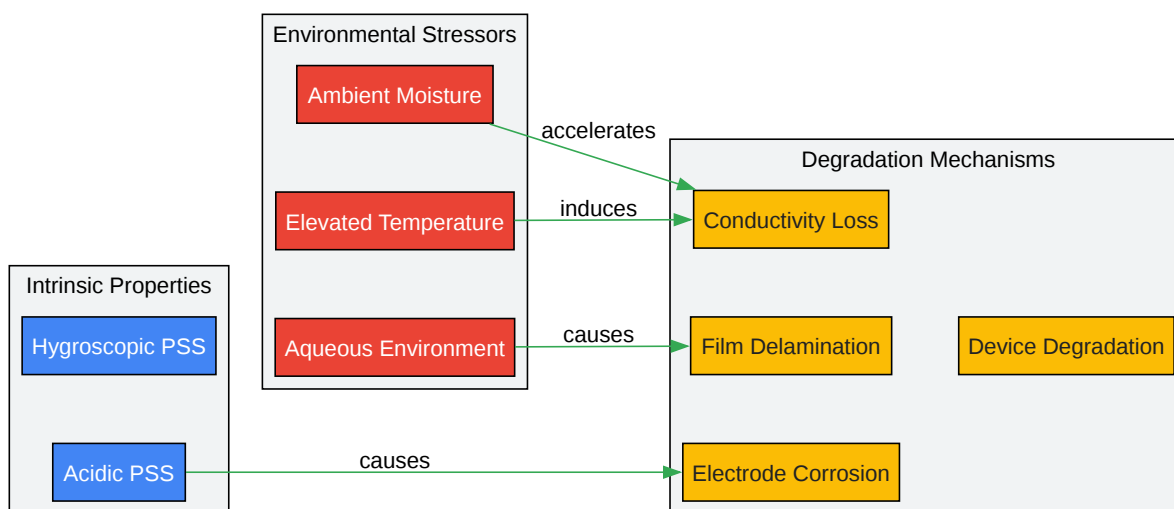 Environmental Stressors
Ambient Moisture
accelerates
Degradation Mechanisms
Elevated Temperature
induces
Conductivity Loss
Intrinsic Properties
Hygroscopic PSS
Aqueous Environment
causes
Film Delamination
Device Degradation
Acidic PSS
causes
Electrode Corrosion